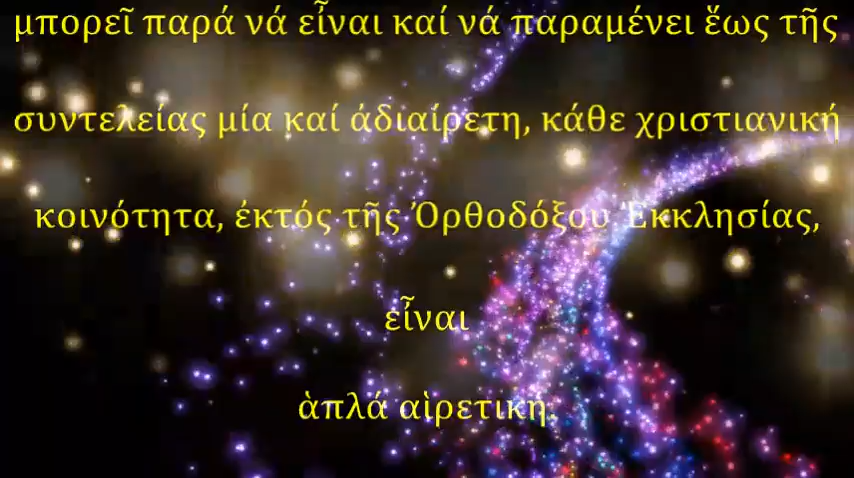 μπορεῖ παρά νά εἶναι καί νά παραμένει ἕως τῆς
συντελείας μία καί ἀδιαίρετη, κάθε χριστιανική
κοινότητα, ἐκτός τῆς Ὀρθοδόξου Ἐκκλησίας,
εἶναι
ἁπλά αἱρετική.